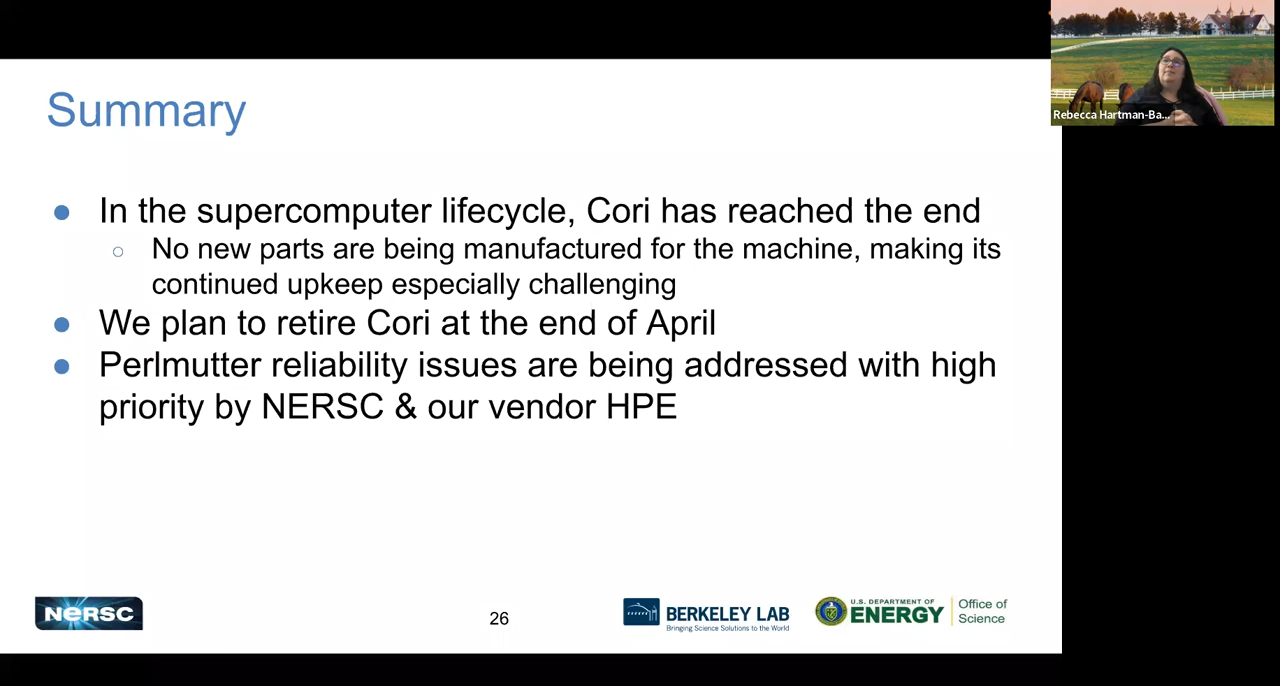 Summary
In the supercomputer lifecycle, Cori has reached the end
No new parts are being manufactured for the machine, making its
continued upkeep especially challenging
We plan to retire Cori at the end of April
Perlmutter reliability issues are being addressed with high
priority by NERSC & our vendor HPE
NERSC
26
BERKELEY LAB
Bringing Science Solutions to the World
U.S. DEPARTMENT OF
ENERGY
Office of
Science
Rebecca Hartman-Ba...